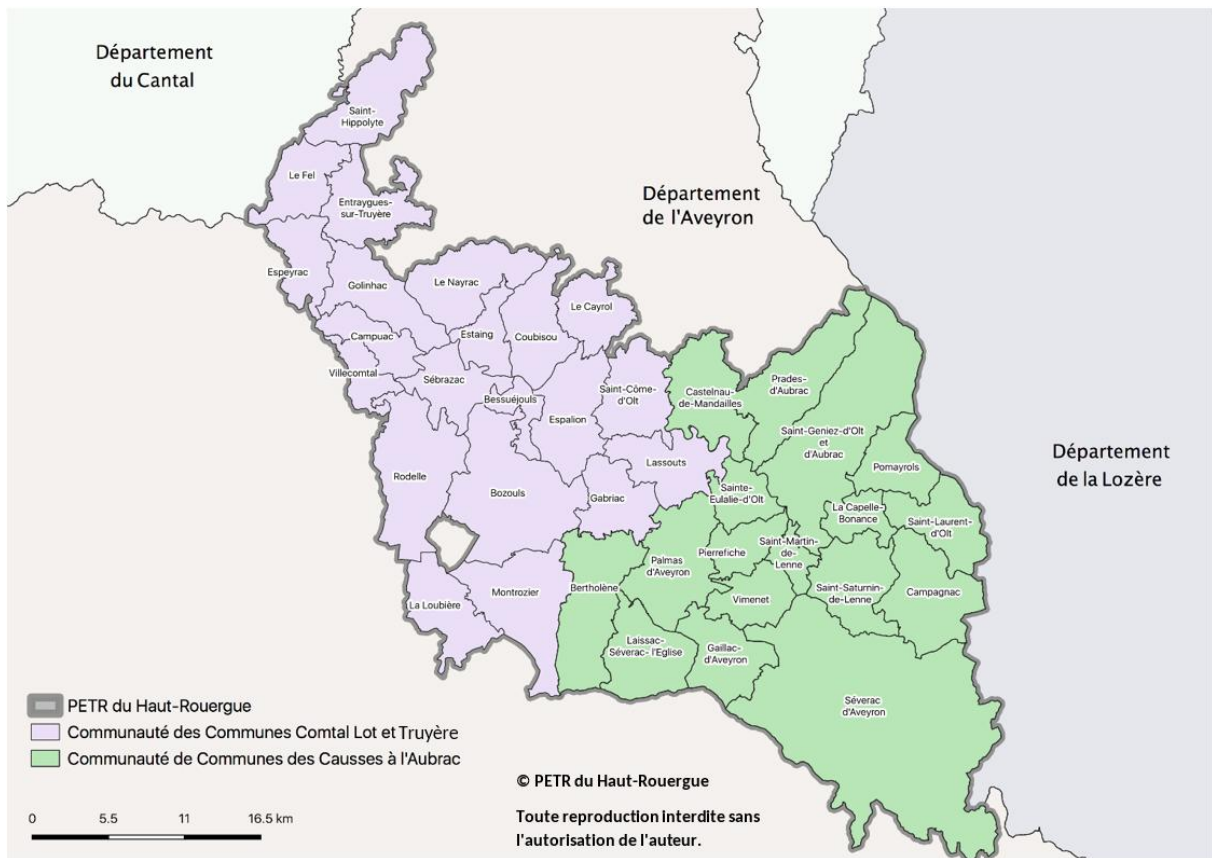 Département
du Cantal
Saint-
Hippolyte
Le Fel
Entraygues-
sur-Truyère
Département
de l'Aveyron
Espeyrac
Golinhac
Le Nayrac
Le Cayrol
Campuac
Estaing
Coubisou
Villecomtal
Sébrazac
Bessuéjouls
Espalion
Saint-Côme-
d'Olt
Castelnau-
de-Mandailles
Prades-
d'Aubrac
Saint-Geniez-d'Olt
et
d'Aubrac
Pomayrols
Département
de la Lozère
Rodelle
Bozouls
Gabriac
Lassouts
Sainte-
Eulalie-d'Olt
La Capelle-
Bonance
Saint-Laurent-
d'Olt
Palmas
d'Aveyron
Pierrefiche
Saint-Martin-
de-
Lenne
Bertholène
Montrozier
La Loubière
Vimenet
Saint-Saturnin-
de-Lenne
Campagnac
Laissac-
Séverac- l'Eglise
Gaillac-
d'Aveyron
Séverac
d'Aveyron
PETR du Haut-Rouergue
Communauté des Communes Comtal Lot et Truyère
Communauté de Communes des Causses à l'Aubrac
0 5.5 11 16.5 km
© PETR du Haut-Rouergue
Toute reproduction interdite sans
l'autorisation de l'auteur.